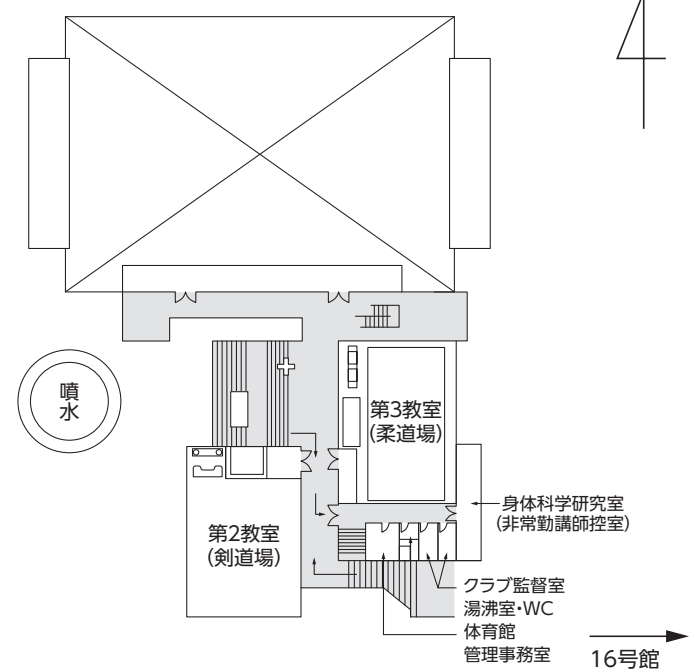 噴
水
第3教室
(柔道場)
第2教室
(剣道場)
身体科学研究室
(非常勤講師控室)
クラブ監督室
湯沸室・WC
体育館
管理事務室
16号館